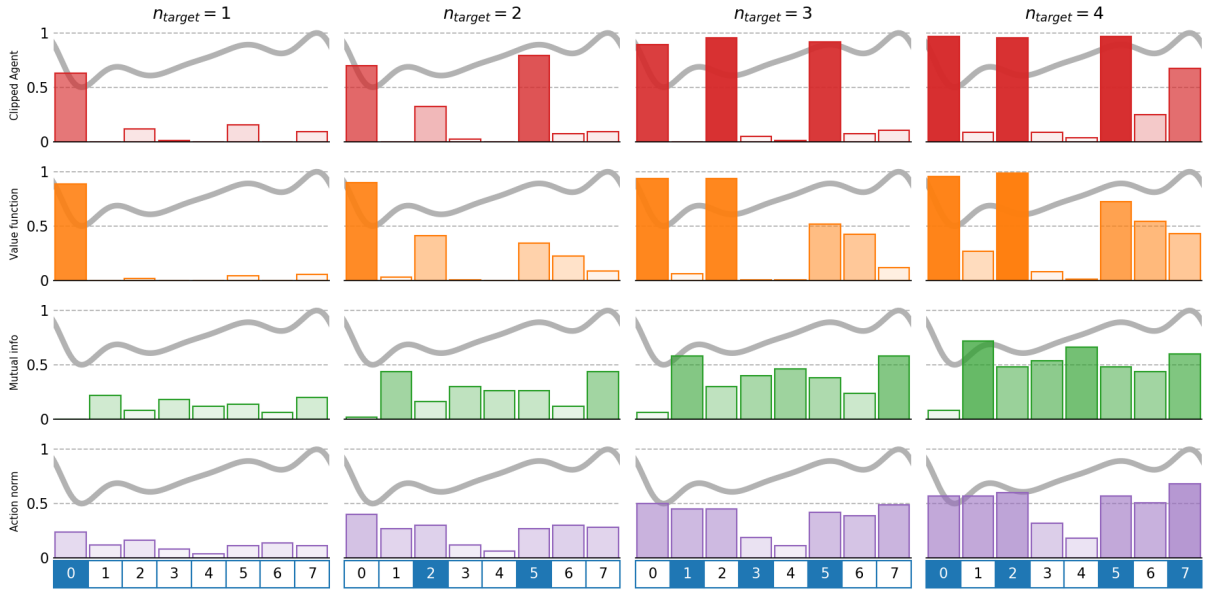 n_target = 1 n_target = 2 n_target = 3 n_target = 4
Clipped Agent
1
0.5
0
Value function
1
0.5
0
Mutual info
1
0.5
0
Action norm
1
0.5
0
0 1 2 3 4 5 6 7 0 1 2 3 4 5 6 7 0 1 2 3 4 5 6 7 0 1 2 3 4 5 6 7